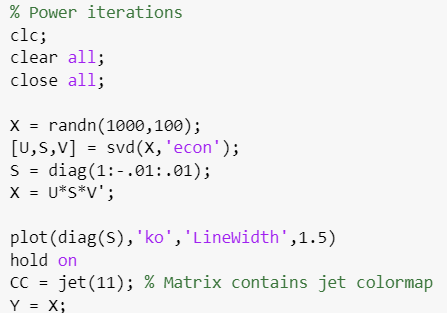 % Power iterations
clc;
clear all;
close all;
X = randn(1000,100);
[U,S,V] = svd(X,'econ');
S = diag(1:-.01:.01);
X = U*S*V';
plot(diag(S),'ko','LineWidth',1.5)
hold on
CC = jet(11); % Matrix contains jet colormap
Y = X;